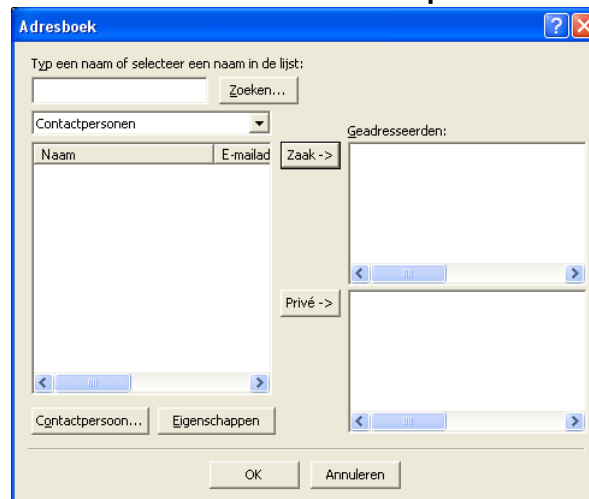 Adresboek
Typ een naam of selecteer een naam in de lijst:
Zoeken...
Contactpersonen
Geadresseerden:
Naam E-mailad
Zaak ->
Privé ->
Contactpersoon... Eigenschappen
OK Annuleren